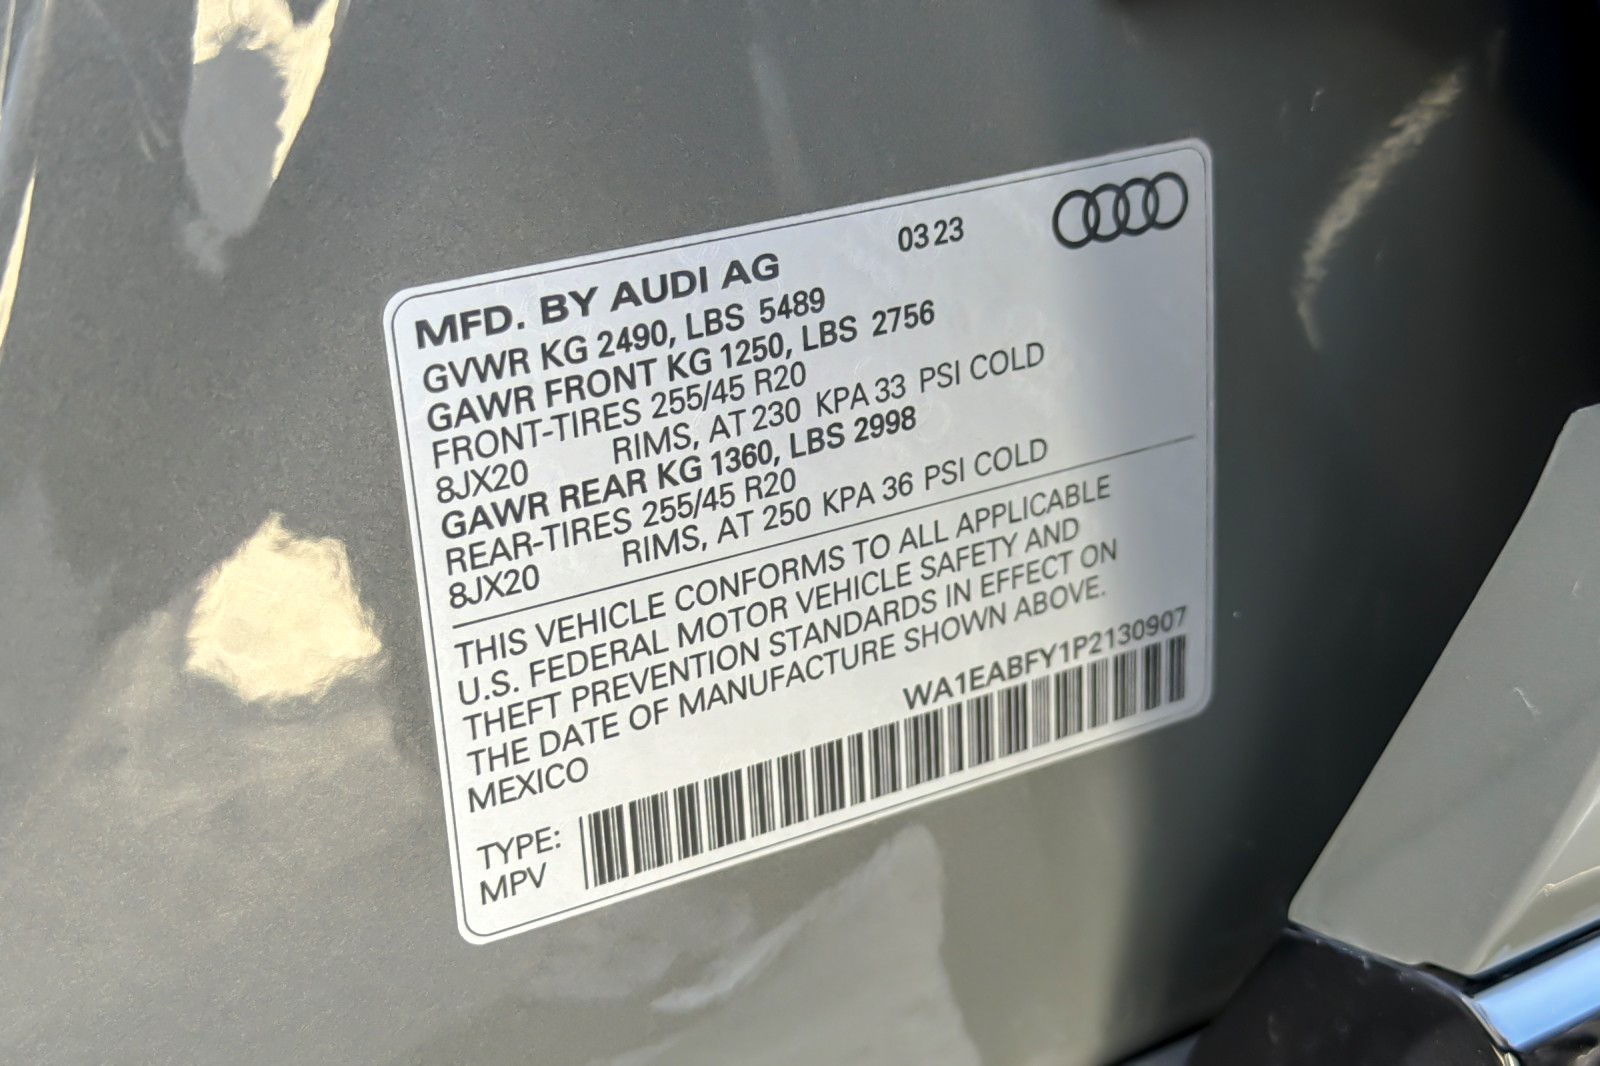 03 23
MFD. BY AUDI AG
GVWR KG 2490, LBS 5489
GAWR FRONT KG 1250, LBS 2756
FRONT-TIRES 255/45 R20
8JX20 RIMS, AT 230 KPA 33 PSI COLD
GAWR REAR KG 1360, LBS 2998
REAR-TIRES 255/45 R20
8JX20 RIMS, AT 250 KPA 36 PSI COLD
THIS VEHICLE CONFORMS TO ALL APPLICABLE
U.S. FEDERAL MOTOR VEHICLE SAFETY AND
THEFT PREVENTION STANDARDS IN EFFECT ON
THE DATE OF MANUFACTURE SHOWN ABOVE.
MEXICO WA1EABFY1P2130907
TYPE:
MPV